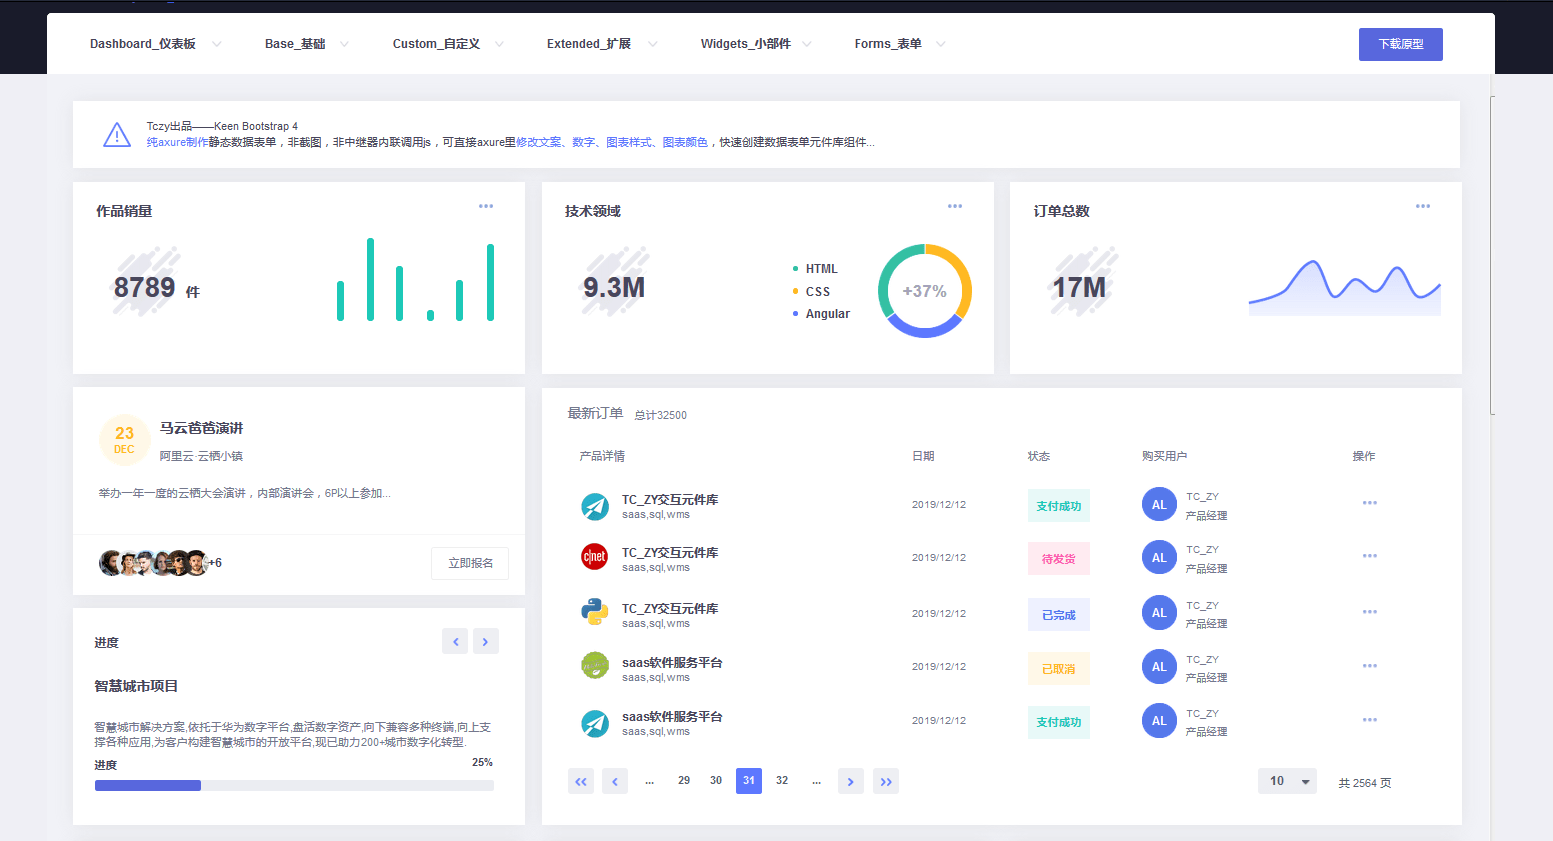 Dashboard_仪表板
Base_基础
Custom_自定义
Extended_扩展
Widgets_小部件
Forms_表单
下载原型
Tczy出品——Keen Bootstrap 4
纯axure制作静态数据表单，非截图，非中继器内联调用js，可直接axure里修改文案、数字、图表样式、图表颜色，快速创建数据表单元件库组件...
作品销量
8789 件
技术领域
9.3M
HTML
CSS
Angular
+37%
订单总数
17M
23
DEC
马云爸爸演讲
阿里云·云栖小镇
举办一年一度的云栖大会演讲，内部演讲会，6P以上参加...
+6
立即报名
进度
智慧城市项目
智慧城市解决方案,依托于华为数字平台,盘活数字资产,向下兼容多种终端,向上支
撑各种应用,为客户构建智慧城市的开放平台,现已助力200+城市数字化转型.
进度
25%
最新订单 总计32500
产品详情 日期 状态 购买用户 操作
TC_ZY交互元件库
saas,sql,wms
2019/12/12
支付成功
AL
TC_ZY
产品经理
c|net
TC_ZY交互元件库
saas,sql,wms
2019/12/12
待发货
AL
TC_ZY
产品经理
TC_ZY交互元件库
saas,sql,wms
2019/12/12
已完成
AL
TC_ZY
产品经理
saas软件服务平台
saas,sql,wms
2019/12/12
已取消
AL
TC_ZY
产品经理
saas软件服务平台
saas,sql,wms
2019/12/12
支付成功
AL
TC_ZY
产品经理
... 29 30 31 32 ...
10
共 2564 页